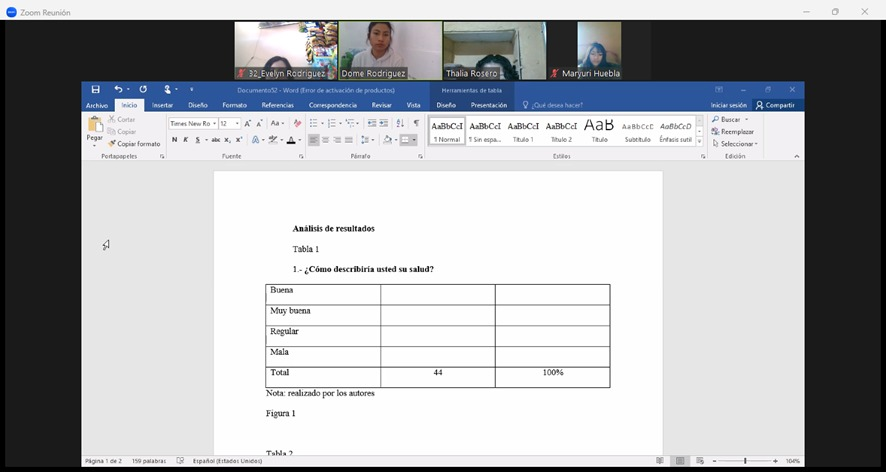 Zoom Reunión
32_Evelyn Rodriguez
Dome Rodriguez
Thalia Rosero
Maryuri Huebla
Documento52 - Word (Error de activación de productos)
Herramientas de tabla
Archivo Inicio Insertar Diseño Formato Referencias Correspondencia Revisar Vista Diseño Presentación ¿Qué desea hacer? Iniciar sesión Compartir
Pegar
Cortar
Copiar
Copiar formato
Portapapeles
Times New Ro 12
N K S abc x₂ x²
Fuente
Párrafo
AaBbCcI AaBbCcI AaBbCcI AaBbCcI AaB AaBbCcC AaBbCcD
¶ Normal ¶ Sin espa... Título 1 Título 2 Título Subtítulo Énfasis sutil
Estilos
Buscar
Reemplazar
Seleccionar
Edición
Análisis de resultados
Tabla 1
1.- ¿Cómo describiría usted su salud?
Buena
Muy buena
Regular
Mala
Total 44 100%
Nota: realizado por los autores
Figura 1
Tabla 2
Página 1 de 2 159 palabras Español (Estados Unidos) 104%